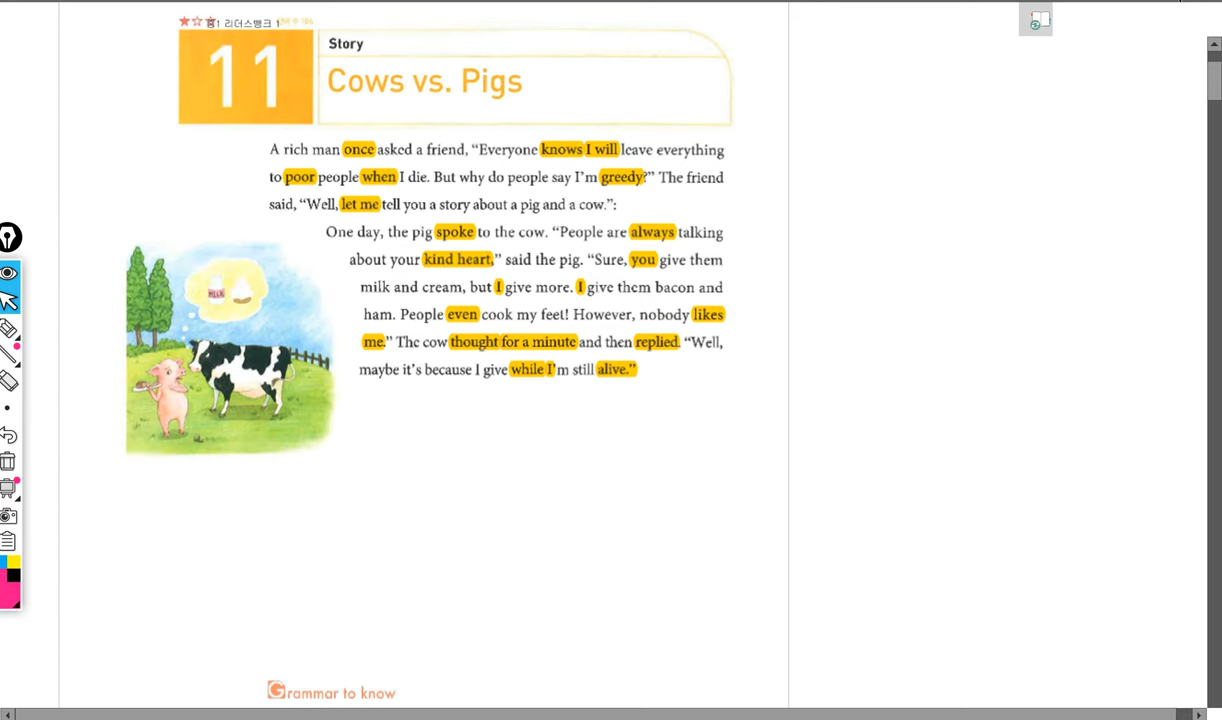 중1 리더스뱅크 1
11
Story
Cows vs. Pigs
A rich man once asked a friend, “Everyone knows I will leave everything
to poor people when I die. But why do people say I’m greedy?” The friend
said, “Well, let me tell you a story about a pig and a cow.”:
One day, the pig spoke to the cow. “People are always talking
about your kind heart,” said the pig. “Sure, you give them
milk and cream, but I give more. I give them bacon and
ham. People even cook my feet! However, nobody likes
me.” The cow thought for a minute and then replied. “Well,
maybe it’s because I give while I’m still alive.”
MILK
Grammar to know